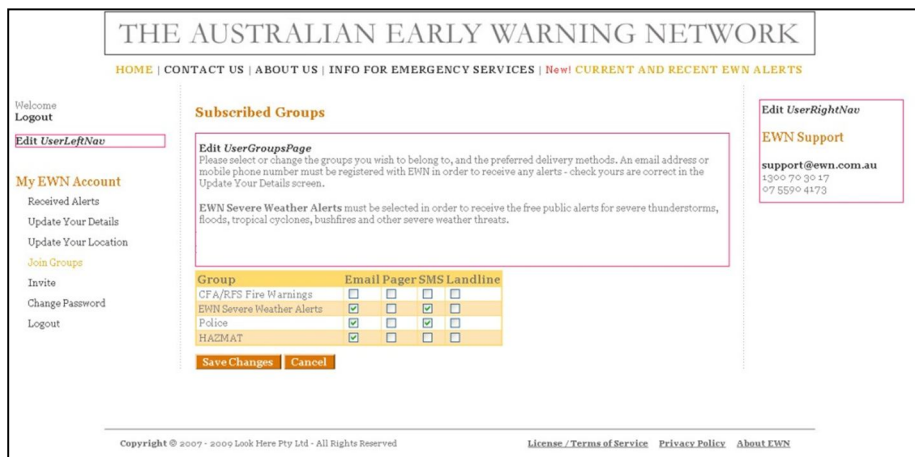 THE AUSTRALIAN EARLY WARNING NETWORK
HOME | CONTACT US | ABOUT US | INFO FOR EMERGENCY SERVICES | New! CURRENT AND RECENT EWN ALERTS
Welcome
Logout
Edit UserLeftNav
My EWN Account
Received Alerts
Update Your Details
Update Your Location
Join Groups
Invite
Change Password
Logout
Subscribed Groups
Edit UserGroupsPage
Please select or change the groups you wish to belong to, and the preferred delivery methods. An email address or
mobile phone number must be registered with EWN in order to receive any alerts - check yours are correct in the
Update Your Details screen.
EWN Severe Weather Alerts must be selected in order to receive the free public alerts for severe thunderstorms,
floods, tropical cyclones, bushfires and other severe weather threats.
Group Email Pager SMS Landline
CFA/RFS Fire Warnings
EWN Severe Weather Alerts
Police
HAZMAT
Save Changes Cancel
Edit UserRightNav
EWN Support
support@ewn.com.au
1300 70 30 17
07 5590 4173
Copyright © 2007 - 2009 Look Here Pty Ltd - All Rights Reserved
License / Terms of Service Privacy Policy About EWN